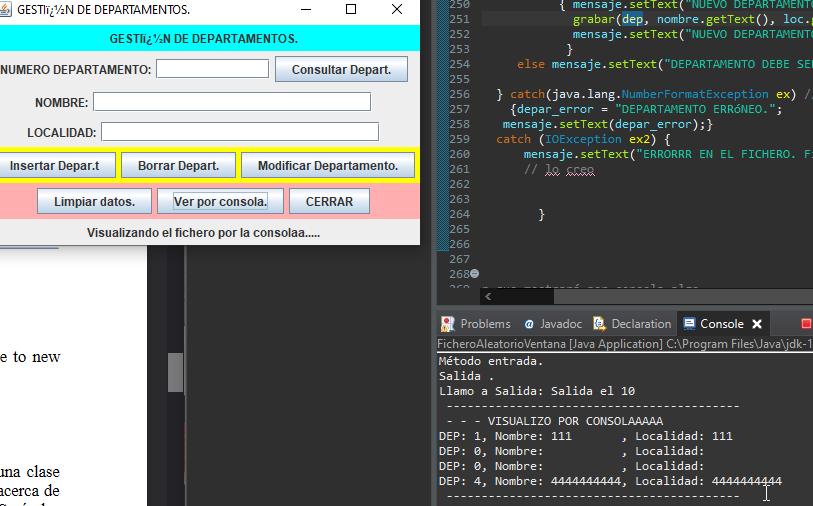 GESTIï¿½N DE DEPARTAMENTOS.
GESTIï¿½N DE DEPARTAMENTOS.
NUMERO DEPARTAMENTO:
Consultar Depart.
NOMBRE:
LOCALIDAD:
Insertar Depar.t
Borrar Depart.
Modificar Departamento.
Limpiar datos.
Ver por consola.
CERRAR
Visualizando el fichero por la consolaa.....
e to new
una clase
acerca de
250 { mensaje.setText("NUEVO DEPARTAMENTO
251 grabar(dep, nombre.getText(), loc.g
252 mensaje.setText("NUEVO DEPARTAMENTO
253 }
254 else mensaje.setText("DEPARTAMENTO DEBE SER
255
256 } catch(java.lang.NumberFormatException ex) //
257 {depar_error = "DEPARTAMENTO ERRóNEO.";
258 mensaje.setText(depar_error);}
259 catch (IOException ex2) {
260 mensaje.setText("ERRORRR EN EL FICHERO. Fi
261 // lo creo
262
263
264 }
265
266
267
268
Problems
Javadoc
Declaration
Console
FicheroAleatorioVentana [Java Application] C:\Program Files\Java\jdk-1
Método entrada.
Salida .
Llamo a Salida: Salida el 10
-----------------------------------------
- - - VISUALIZO POR CONSOLAAAAA
DEP: 1, Nombre: 111 , Localidad: 111
DEP: 0, Nombre: , Localidad:
DEP: 0, Nombre: , Localidad:
DEP: 4, Nombre: 4444444444, Localidad: 4444444444
-----------------------------------------